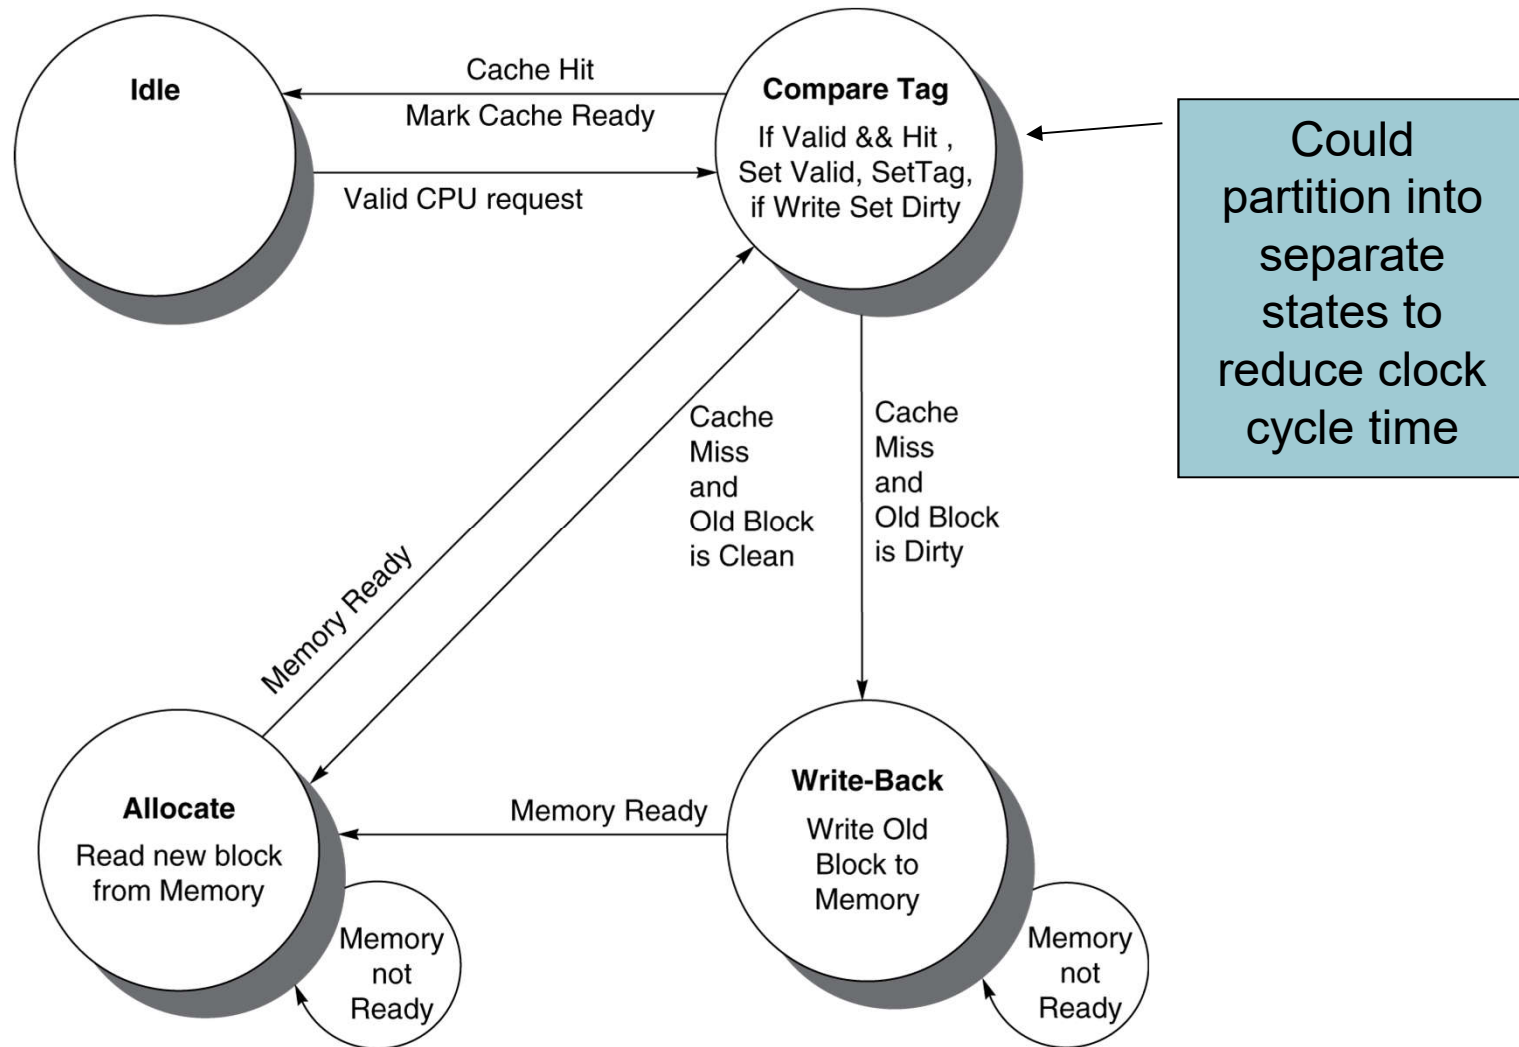 Idle
Cache Hit
Mark Cache Ready
Valid CPU request
Compare Tag
If Valid && Hit ,
Set Valid, SetTag,
if Write Set Dirty
Could
partition into
separate
states to
reduce clock
cycle time
Cache
Miss
and
Old Block
is Clean
Cache
Miss
and
Old Block
is Dirty
Memory Ready
Allocate
Read new block
from Memory
Memory
not
Ready
Memory Ready
Write-Back
Write Old
Block to
Memory
Memory
not
Ready